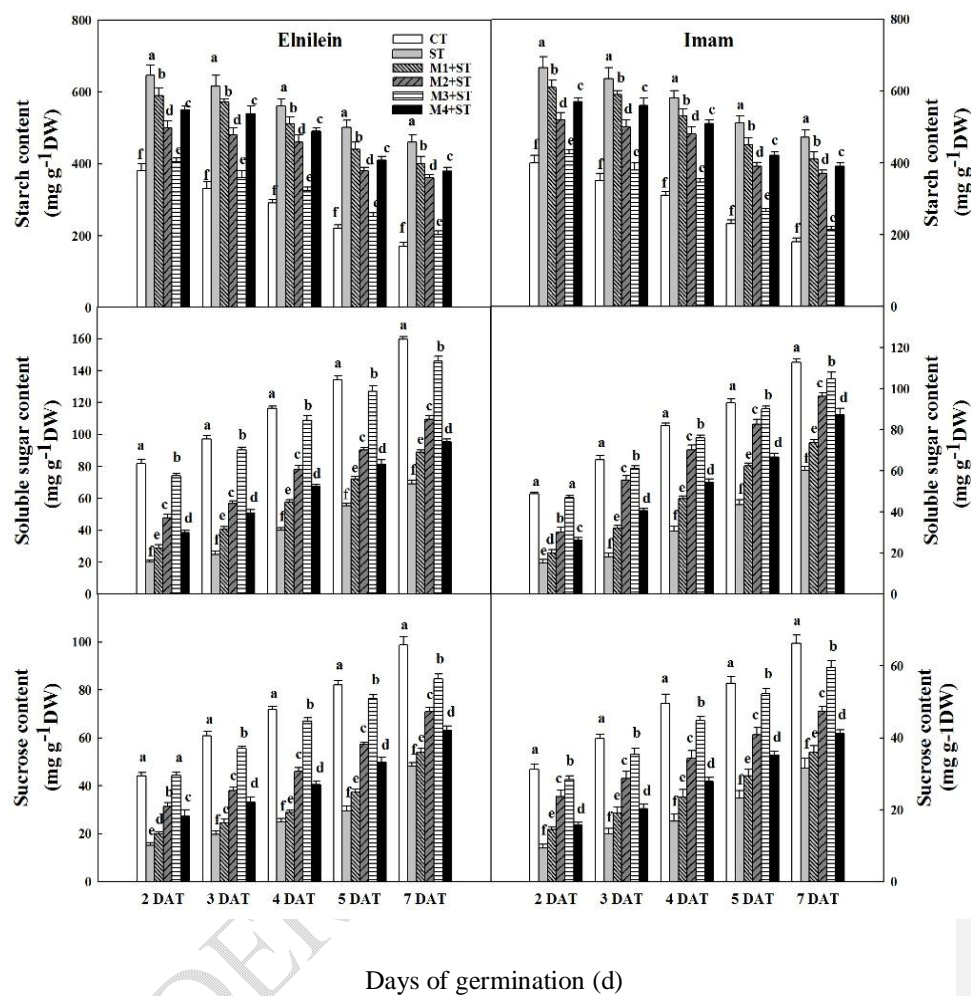 Elnilein
Imam
CT
ST
M1+ST
M2+ST
M3+ST
M4+ST
Starch content
(mg g-1DW)
800
600
400
200
0
f a b d e c
f a b d e c
f a b d e c
f a b d e c
f a b d e c
f a b d e c
f a b d e c
f a b d e c
f a b d e c
f a b d c c
800
600
400
200
0
Starch content
(mg g-1DW)
Soluble sugar content
(mg g-1DW)
160
140
120
100
80
60
40
20
0
a f e c b d
a f e c b d
a f e c b d
a f e c b d
a f e c b d
a e d b a c
a f e c b d
a f e c b d
a f e c b d
a f e c b d
120
100
80
60
40
20
0
Soluble sugar content
(mg g-1DW)
Sucrose content
(mg g-1DW)
100
80
60
40
20
0
a e d b a c
a f c c b d
a f e c b d
a f e c b d
a f e c b d
a f e c b d
a f e c b d
a f e c b d
a f e c b d
a f f c b d
60
40
20
0
Sucrose content
(mg g-1DW)
2 DAT 3 DAT 4 DAT 5 DAT 7 DAT
2 DAT 3 DAT 4 DAT 5 DAT 7 DAT
Days of germination (d)